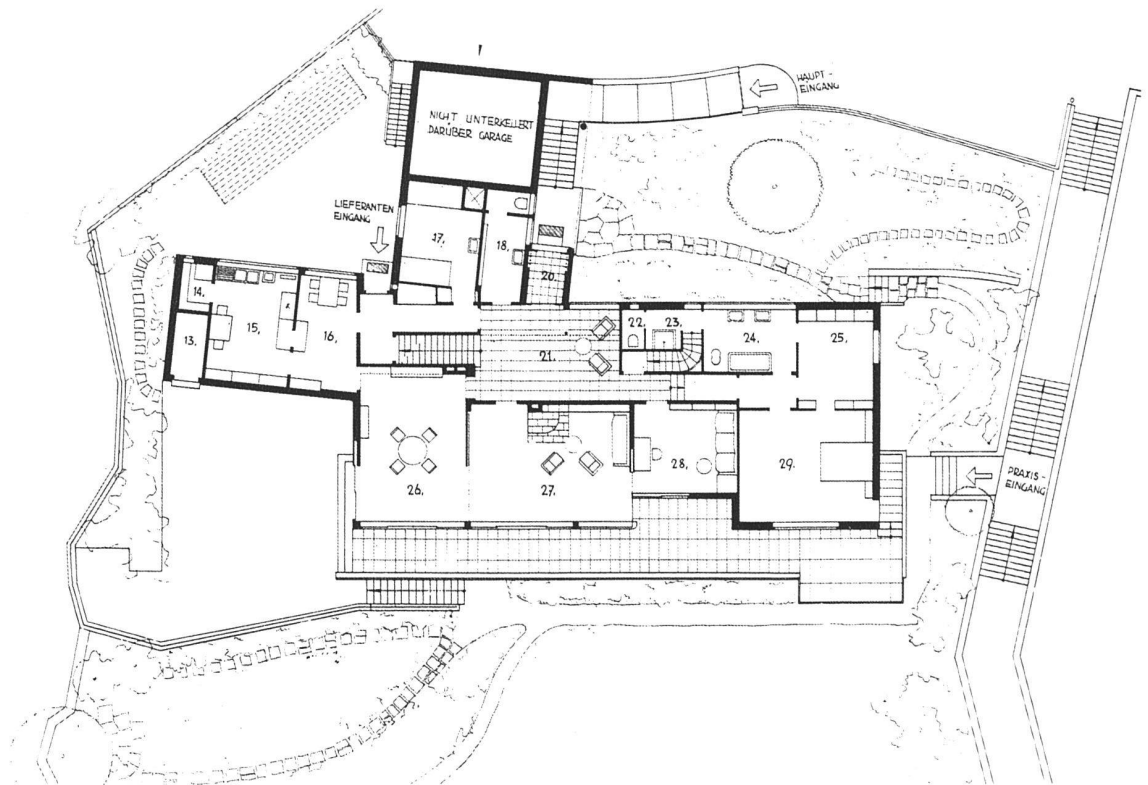 HAUPT-
EINGANG
NICHT UNTERKELLERT
DARÜBER GARAGE
LIEFERANTEN
EINGANG
17.
18.
20.
14.
13.
15.
16.
21.
22.
23.
24.
25.
26.
27.
28.
29.
PRAXIS-
EINGANG